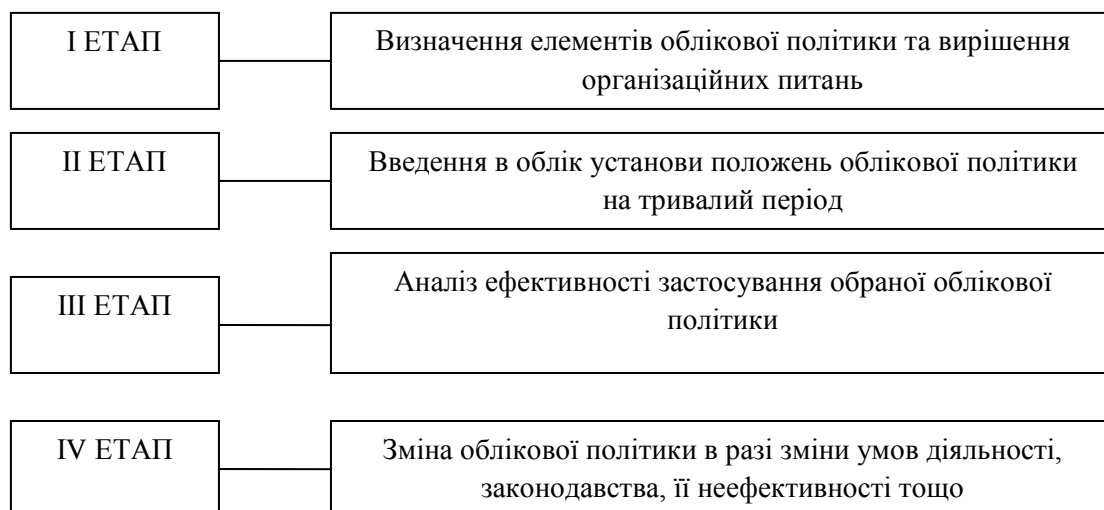 І ЕТАП
Визначення елементів облікової політики та вирішення
організаційних питань
ІІ ЕТАП
Введення в облік установи положень облікової політики
на тривалий період
ІІІ ЕТАП
Аналіз ефективності застосування обраної облікової
політики
IV ЕТАП
Зміна облікової політики в разі зміни умов діяльності,
законодавства, її неефективності тощо